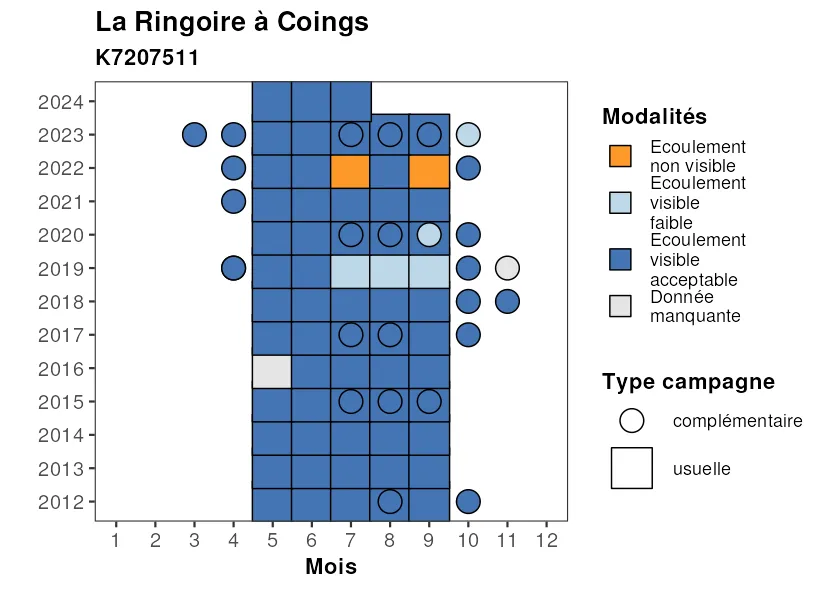 La Ringoire à Coings
K7207511
2024
2023
2022
2021
2020
2019
2018
2017
2016
2015
2014
2013
2012
1 2 3 4 5 6 7 8 9 10 11 12
Mois
Modalités
Ecoulement
non visible
Ecoulement
visible
faible
Ecoulement
visible
acceptable
Donnée
manquante
Type campagne
complémentaire
usuelle